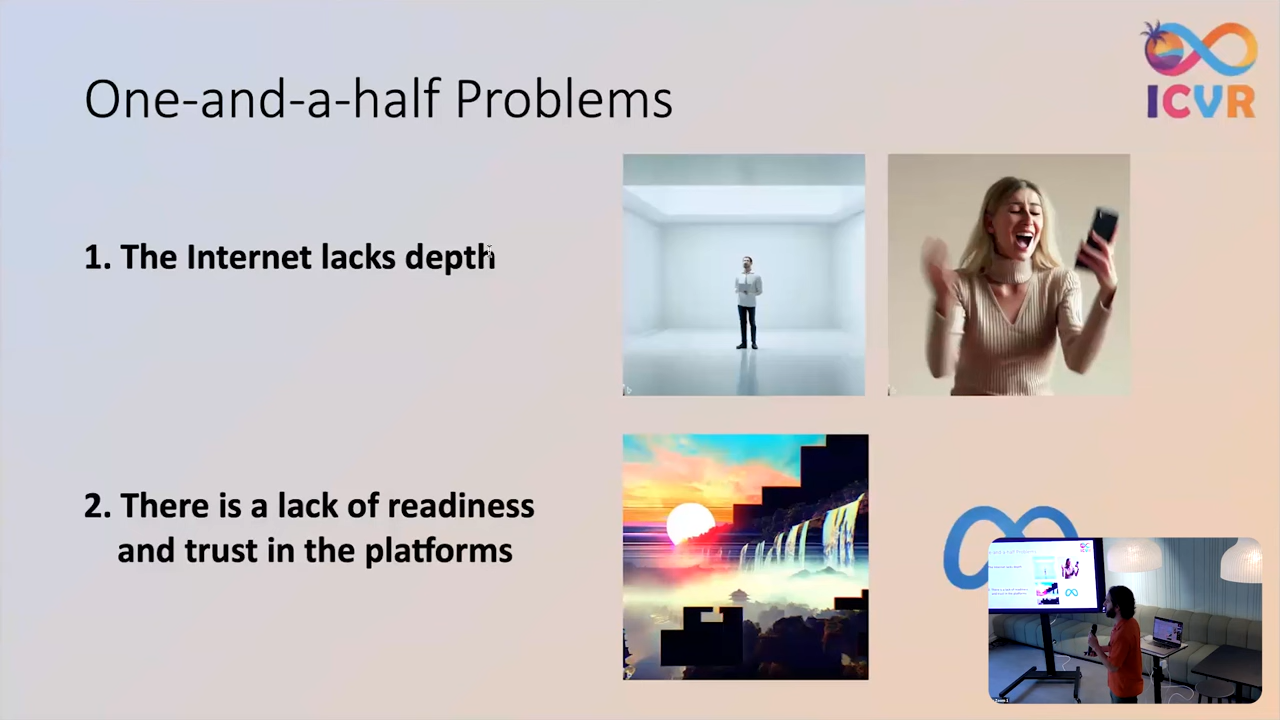 One-and-a-half Problems
ICVR
1. The Internet lacks depth
2. There is a lack of readiness
and trust in the platforms